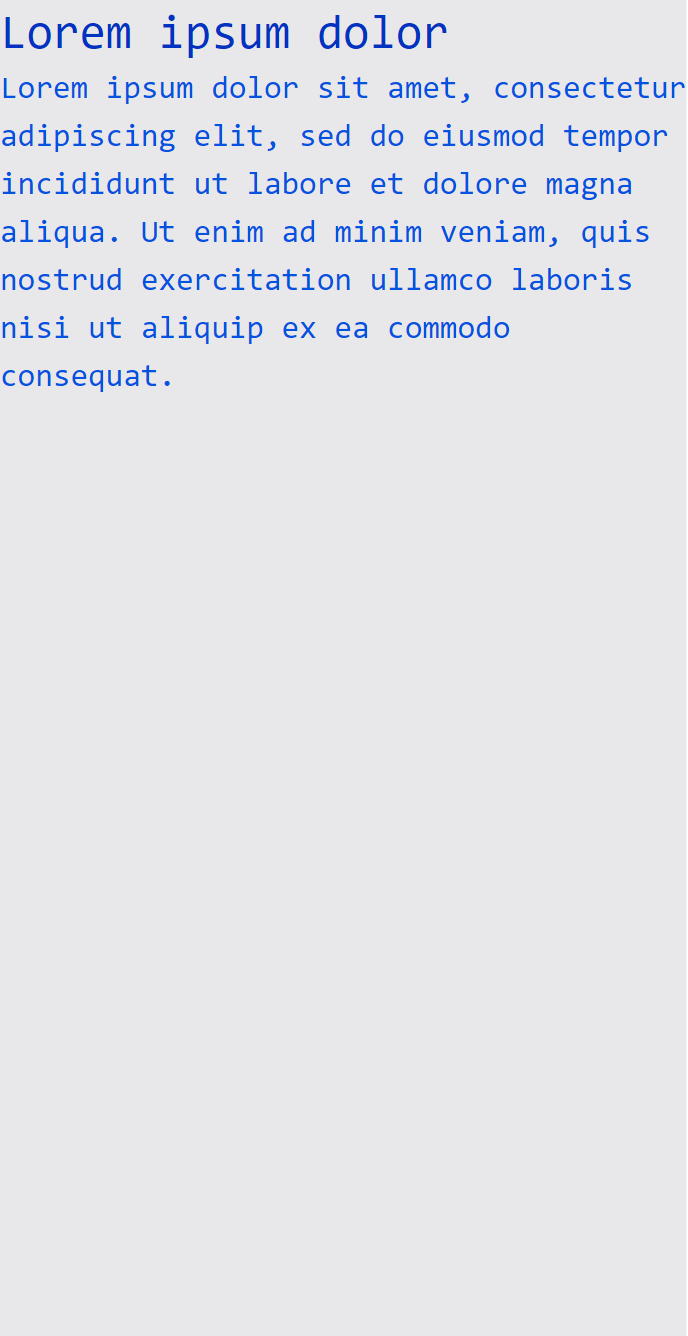 Lorem ipsum dolor
Lorem ipsum dolor sit amet, consectetur
adipiscing elit, sed do eiusmod tempor
incididunt ut labore et dolore magna
aliqua. Ut enim ad minim veniam, quis
nostrud exercitation ullamco laboris
nisi ut aliquip ex ea commodo
consequat.